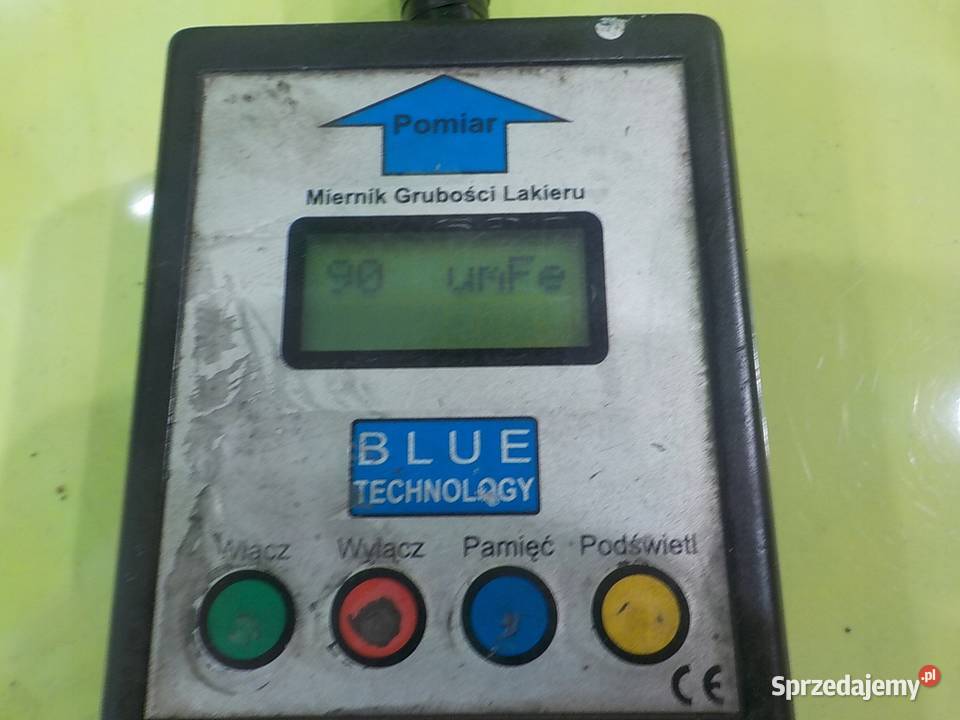 Pomiar
Miernik Grubości Lakieru
90 umFe
BLUE
TECHNOLOGY
Włącz Wyłącz Pamięć Podświetl
CE
Sprzedajemy.pl